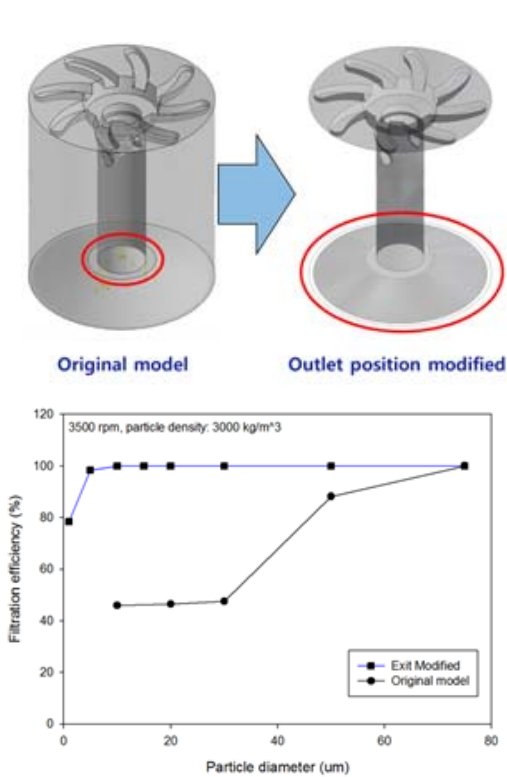 Original model
Outlet position modified
3500 rpm, particle density: 3000 kg/m^3
Filtration efficiency (%)
120
100
80
60
40
20
0
Exit Modified
Original model
0 20 40 60 80
Particle diameter (um)